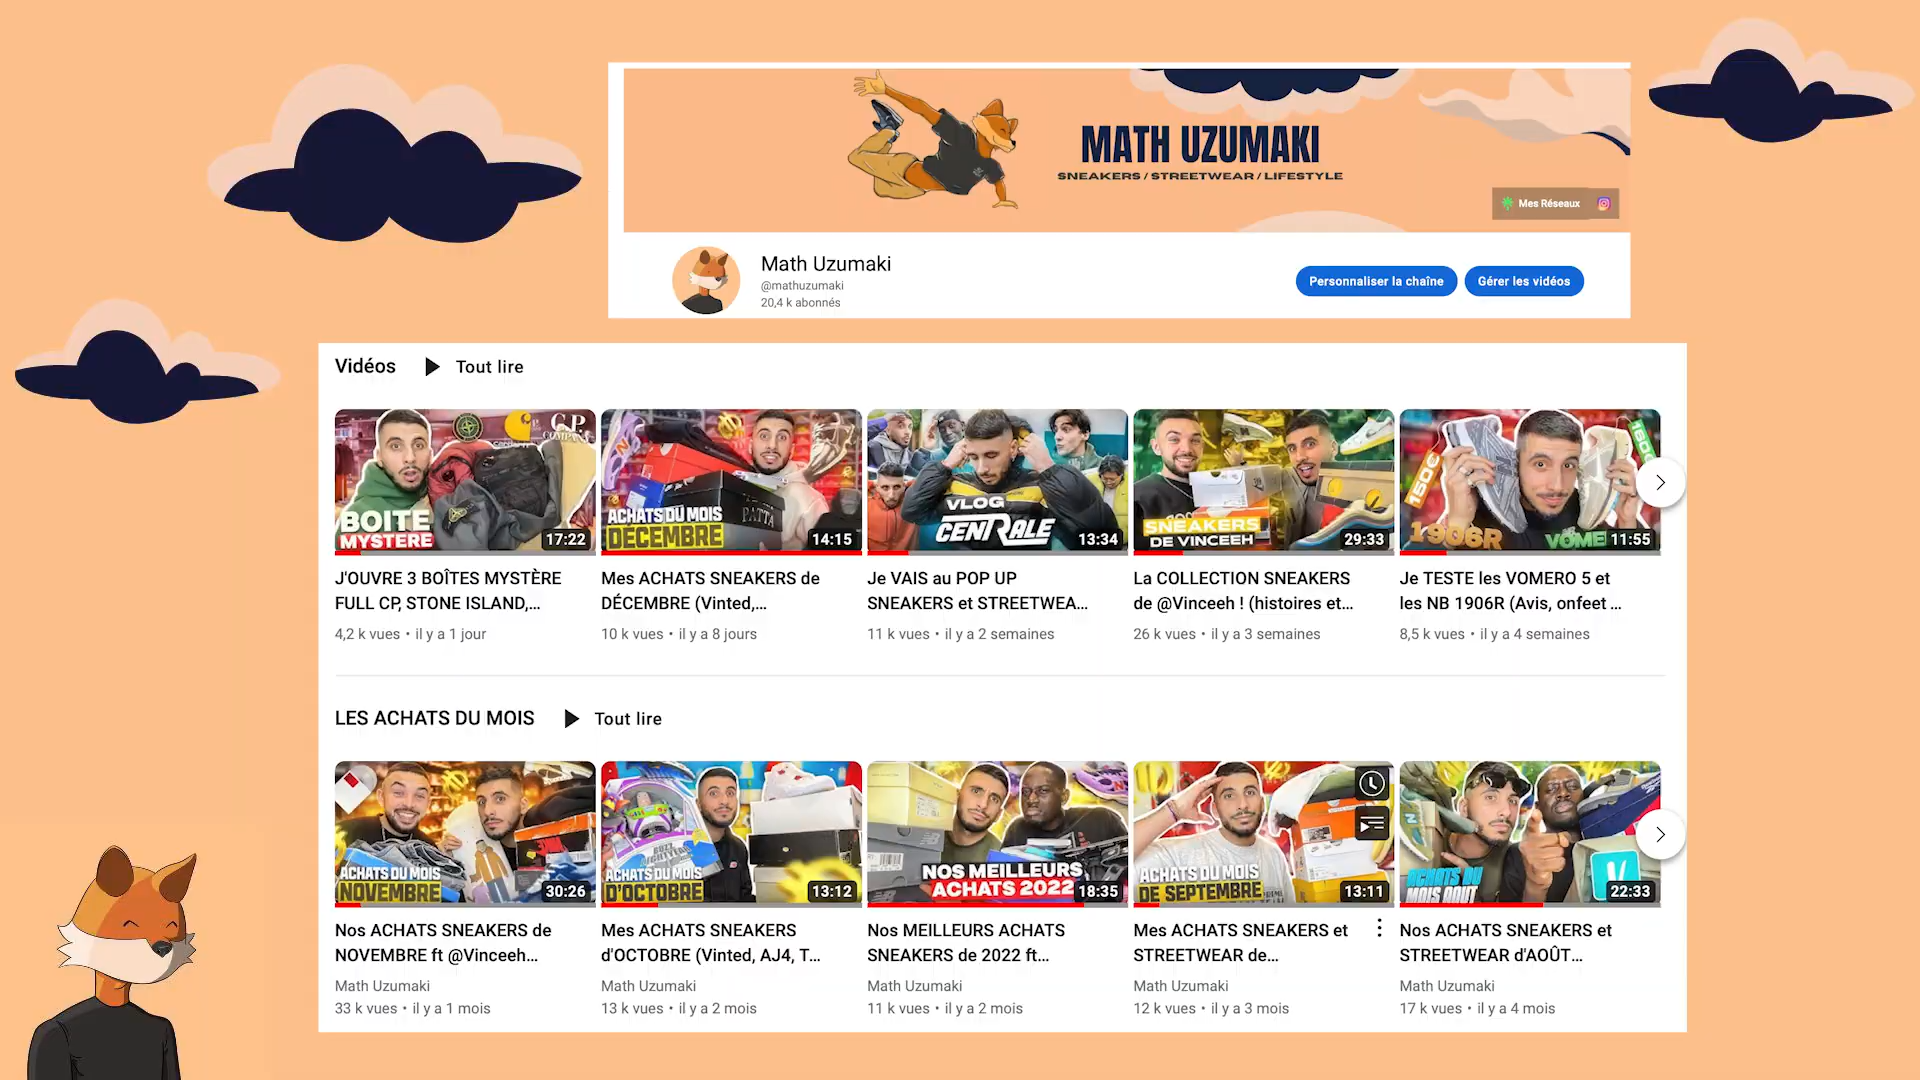 MATH UZUMAKI
SNEAKERS / STREETWEAR / LIFESTYLE
Mes Réseaux
Math Uzumaki
@mathuzumaki
20,4 k abonnés
Personnaliser la chaîne
Gérer les vidéos
Vidéos
Tout lire
C.P. COMPANY
BOITE
MYSTERE
17:22
ACHATS DU MOIS
DÉCEMBRE
PATTA
14:15
VLOG
CENTRALE
13:34
SNEAKERS
DE VINCEEH
29:33
150€
160€
1906R
VOME
11:55
J'OUVRE 3 BOÎTES MYSTÈRE
FULL CP, STONE ISLAND,...
4,2 k vues • il y a 1 jour
Mes ACHATS SNEAKERS de
DÉCEMBRE (Vinted,...
10 k vues • il y a 8 jours
Je VAIS au POP UP
SNEAKERS et STREETWEA...
11 k vues • il y a 2 semaines
La COLLECTION SNEAKERS
de @Vinceeh ! (histoires et...
26 k vues • il y a 3 semaines
Je TESTE les VOMERO 5 et
les NB 1906R (Avis, onfeet ...
8,5 k vues • il y a 4 semaines
LES ACHATS DU MOIS
Tout lire
ACHATS DU MOIS
NOVEMBRE
30:26
ACHATS DU MOIS
D'OCTOBRE
13:12
NOS MEILLEURS
ACHATS 2022
18:35
ACHATS DU MOIS
DE SEPTEMBRE
13:11
ACHATS DU
MOIS AOUT
22:33
Nos ACHATS SNEAKERS de
NOVEMBRE ft @Vinceeh...
Math Uzumaki
33 k vues • il y a 1 mois
Mes ACHATS SNEAKERS
d'OCTOBRE (Vinted, AJ4, T...
Math Uzumaki
13 k vues • il y a 2 mois
Nos MEILLEURS ACHATS
SNEAKERS de 2022 ft...
Math Uzumaki
11 k vues • il y a 2 mois
Mes ACHATS SNEAKERS et
STREETWEAR de...
Math Uzumaki
12 k vues • il y a 3 mois
Nos ACHATS SNEAKERS et
STREETWEAR d'AOÛT...
Math Uzumaki
17 k vues • il y a 4 mois